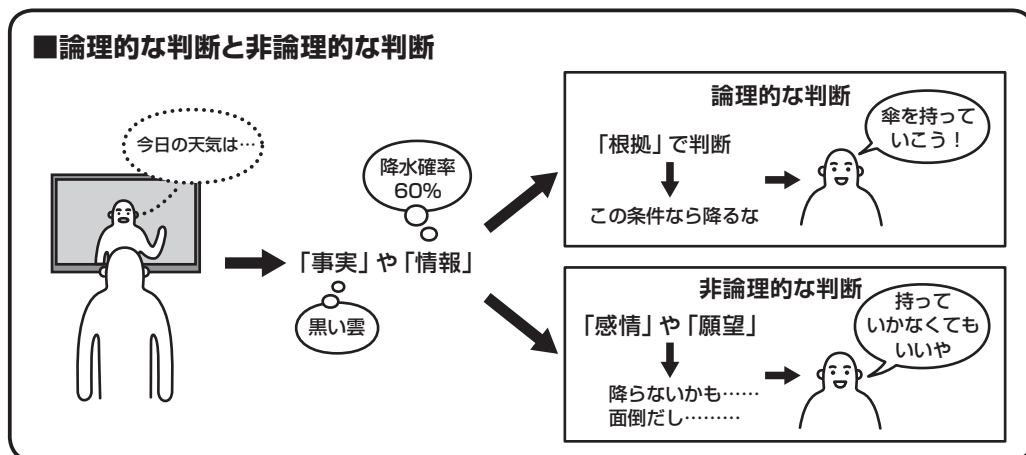 ■論理的な判断と非論理的な判断
今日の天気は…
降水確率
60%
「事実」や「情報」
黒い雲
論理的な判断
「根拠」で判断
この条件なら降るな
傘を持って
いこう！
非論理的な判断
「感情」や「願望」
降らないかも……
面倒だし………
持って
いかなくても
いいや